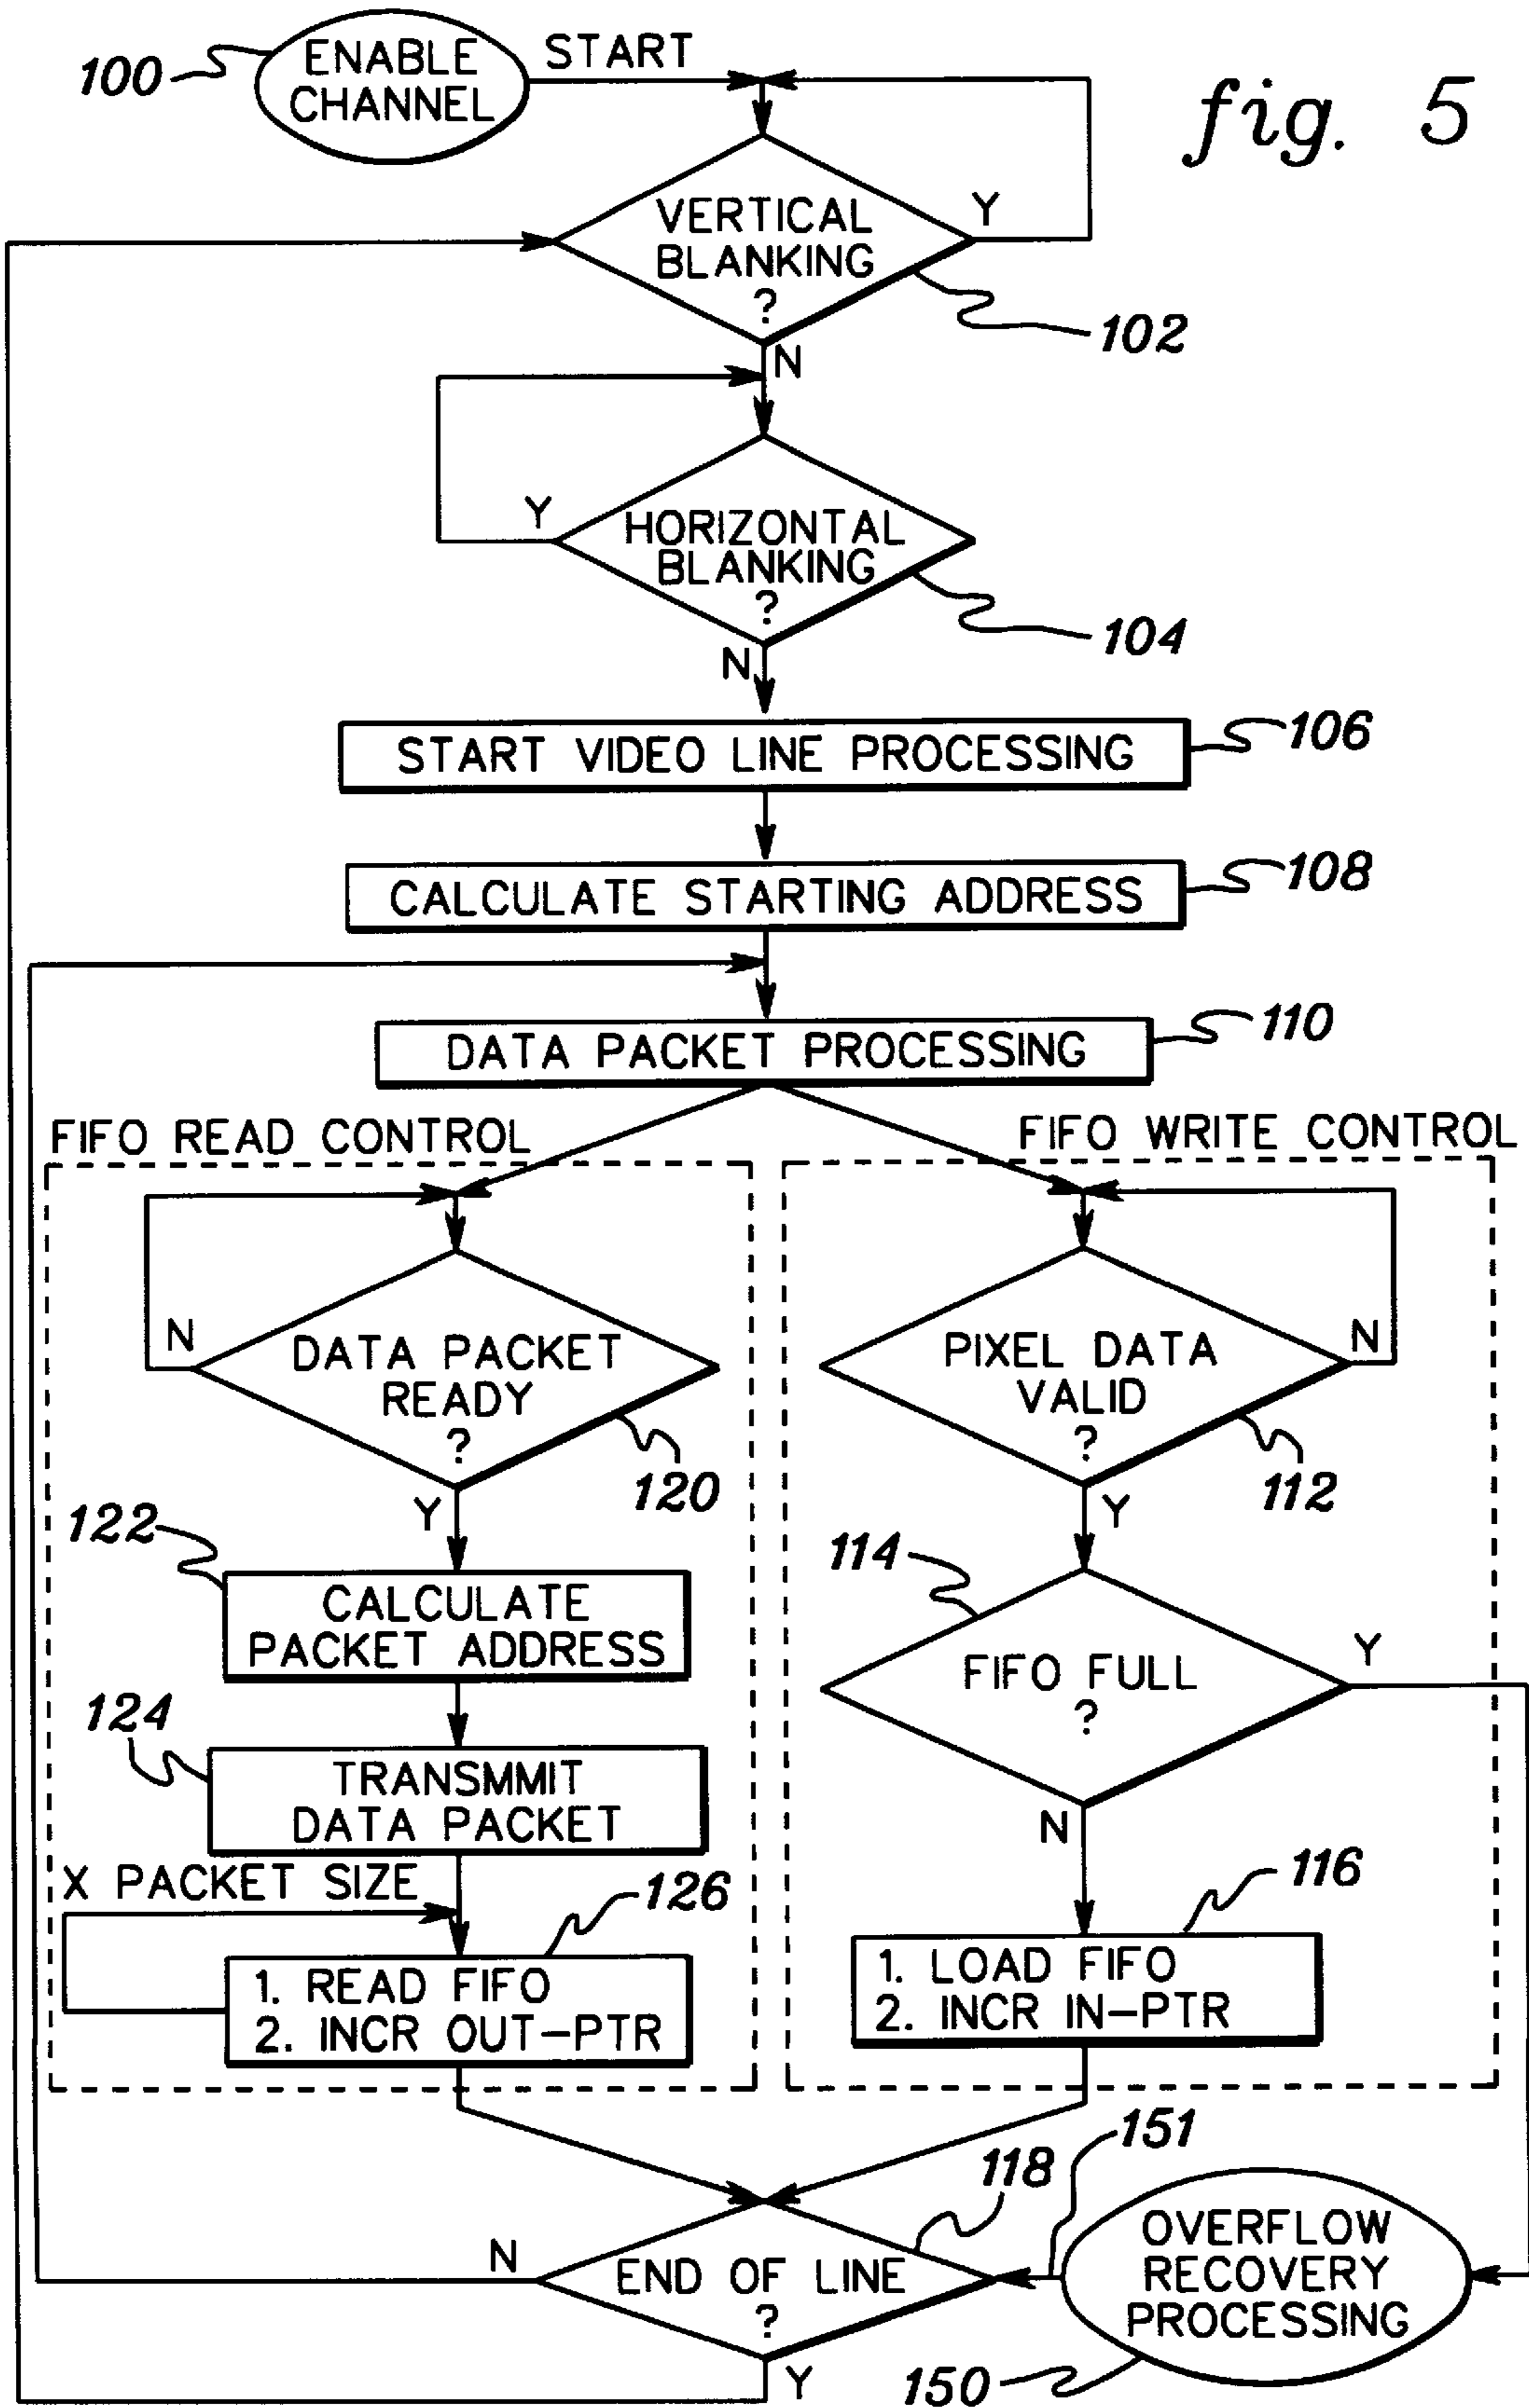 fig. 5
100
ENABLE
CHANNEL
START
VERTICAL
BLANKING
?
Y
102
N
HORIZONTAL
BLANKING
?
Y
104
N
START VIDEO LINE PROCESSING
106
CALCULATE STARTING ADDRESS
108
DATA PACKET PROCESSING
110
FIFO READ CONTROL
DATA PACKET
READY
?
N
120
Y
122
CALCULATE
PACKET ADDRESS
124
TRANSMMIT
DATA PACKET
X PACKET SIZE
126
1. READ FIFO
2. INCR OUT-PTR
FIFO WRITE CONTROL
PIXEL DATA
VALID
?
N
112
Y
114
FIFO FULL
?
Y
N
116
1. LOAD FIFO
2. INCR IN-PTR
151
118
END OF LINE
?
N
Y
OVERFLOW
RECOVERY
PROCESSING
150